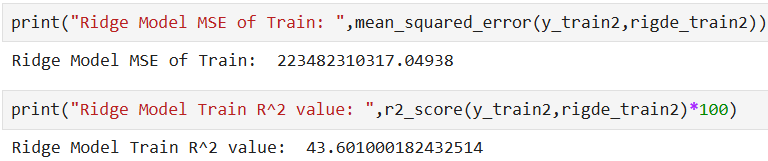 print("Ridge Model MSE of Train: ",mean_squared_error(y_train2,rigde_train2))
Ridge Model MSE of Train:  223482310317.04938
print("Ridge Model Train R^2 value: ",r2_score(y_train2,rigde_train2)*100)
Ridge Model Train R^2 value:  43.601000182432514